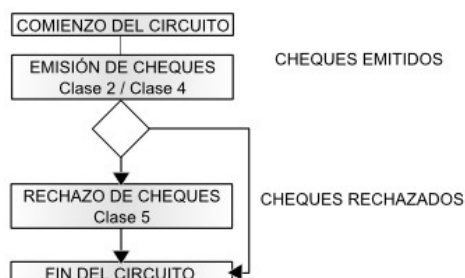 COMIENZO DEL CIRCUITO
EMISIÓN DE CHEQUES
Clase 2 / Clase 4
CHEQUES EMITIDOS
RECHAZO DE CHEQUES
Clase 5
CHEQUES RECHAZADOS
FIN DEL CIRCUITO